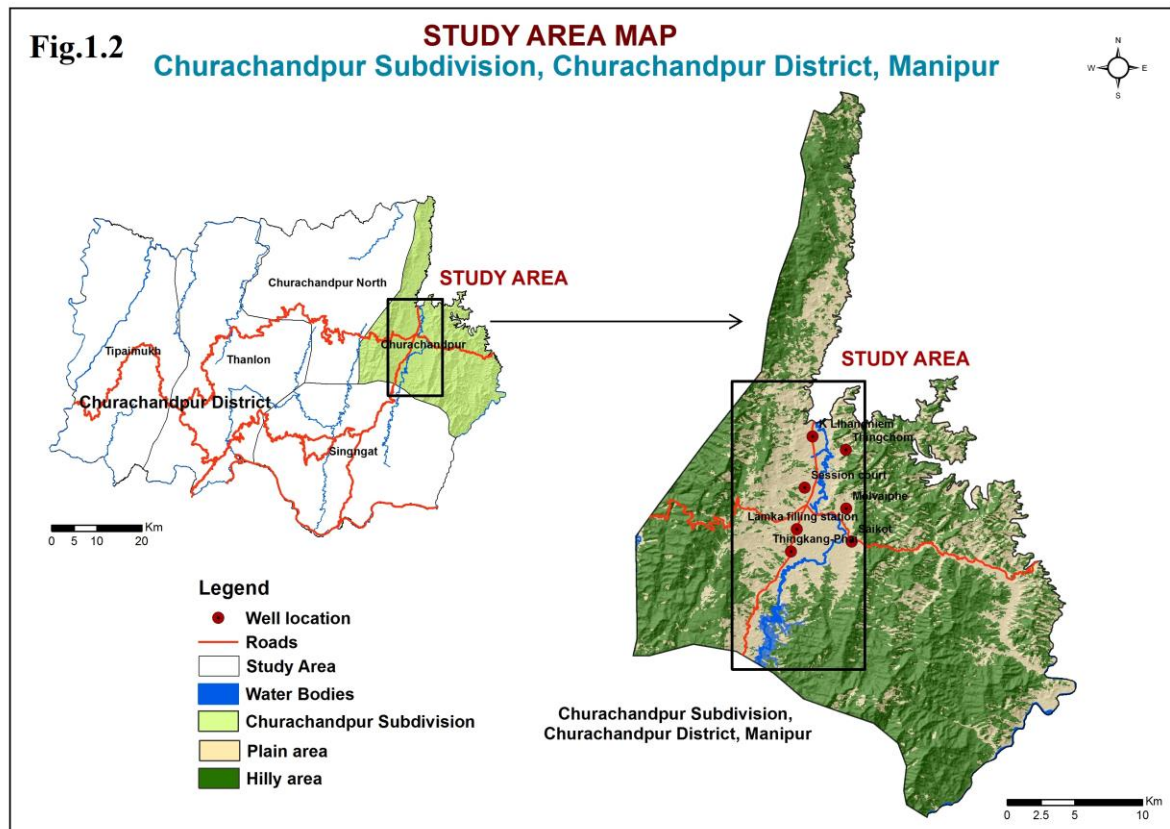 Fig.1.2
STUDY AREA MAP
Churachandpur Subdivision, Churachandpur District, Manipur
N
W
E
S
Churachandpur North
STUDY AREA
Tipaimukh
Thanlon
Churachandpur
Churachandpur District
Singngat
Km
0 5 10 20
STUDY AREA
K Lhangniem
Tuingchom
Session court
Molvaiphe
Lamka filling station
Saikot
Thingkang-Phai
Legend
Well location
Roads
Study Area
Water Bodies
Churachandpur Subdivision
Plain area
Hilly area
Churachandpur Subdivision,
Churachandpur District, Manipur
Km
0 2.5 5 10